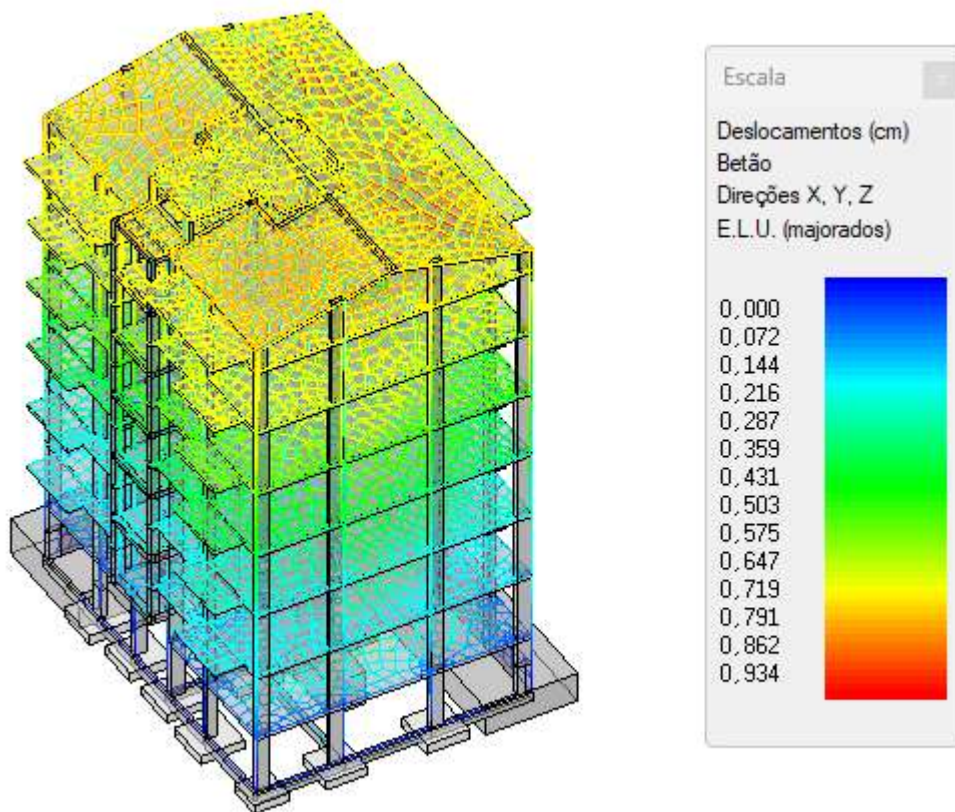 Escala
Deslocamentos (cm)
Betão
Direções X, Y, Z
E.L.U. (majorados)
0,000
0,072
0,144
0,216
0,287
0,359
0,431
0,503
0,575
0,647
0,719
0,791
0,862
0,934